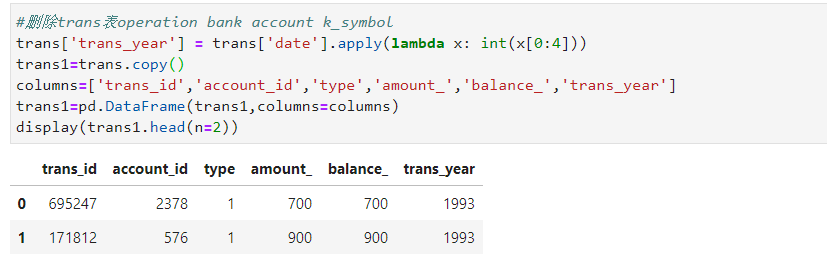 #删除trans表operation bank account k_symbol
trans['trans_year'] = trans['date'].apply(lambda x: int(x[0:4]))
trans1=trans.copy()
columns=['trans_id','account_id','type','amount_','balance_','trans_year']
trans1=pd.DataFrame(trans1,columns=columns)
display(trans1.head(n=2))
trans_id account_id type amount_ balance_ trans_year
0 695247 2378 1 700 700 1993
1 171812 576 1 900 900 1993